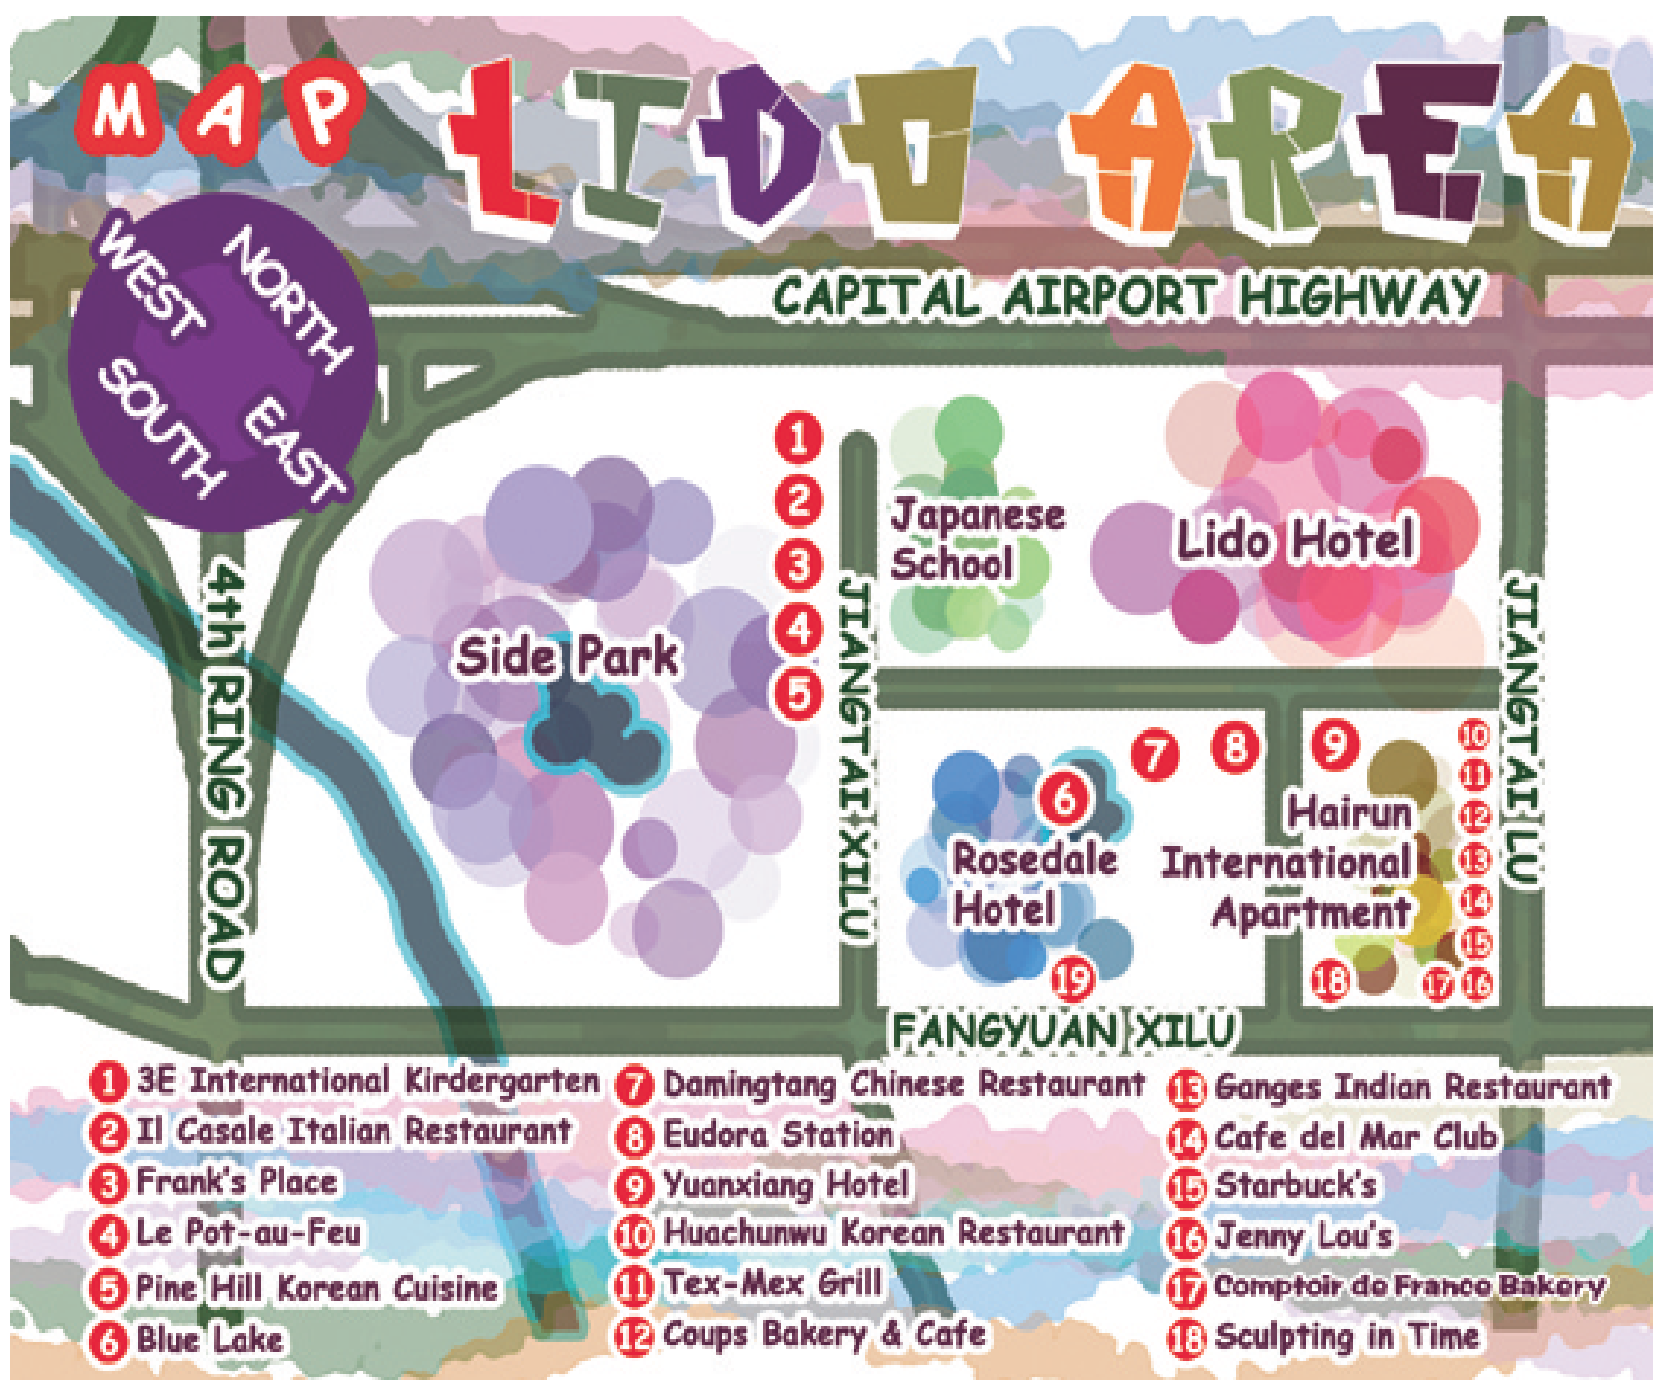 MAP LIDO AREA
WEST
NORTH
SOUTH
EAST
CAPITAL AIRPORT HIGHWAY
1
2
3
4
5
Japanese
School
Lido Hotel
Side Park
4th RING ROAD
JIANGTAI XILU
JIANGTAI LU
6
7
8
9
10
11
12
13
14
15
16
17
18
19
Rosedale
Hotel
Hairun
International
Apartment
FANGYUAN XILU
1 3E International Kirdergarten
2 Il Casale Italian Restaurant
3 Frank's Place
4 Le Pot-au-Feu
5 Pine Hill Korean Cuisine
6 Blue Lake
7 Damingtang Chinese Restaurant
8 Eudora Station
9 Yuanxiang Hotel
10 Huachunwu Korean Restaurant
11 Tex-Mex Grill
12 Coups Bakery & Cafe
13 Ganges Indian Restaurant
14 Cafe del Mar Club
15 Starbuck's
16 Jenny Lou's
17 Comptoir de France Bakery
18 Sculpting in Time